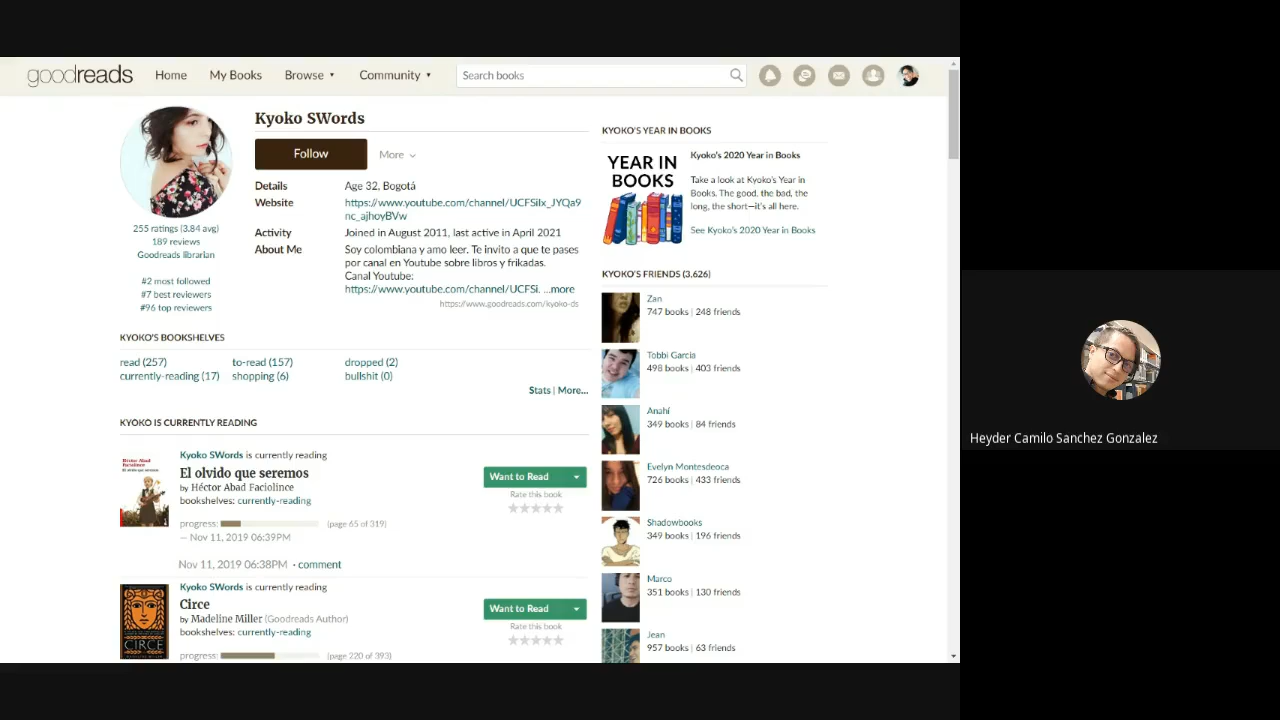 goodreads Home My Books Browse ▾ Community ▾ Search books
Kyoko SWords
Follow More
Details Age 32, Bogotá
Website https://www.youtube.com/channel/UCFSilx_JYQa9
nc_ajhoyBVw
Activity Joined in August 2011, last active in April 2021
About Me Soy colombiana y amo leer. Te invito a que te pases
por canal en Youtube sobre libros y frikadas.
Canal Youtube:
https://www.youtube.com/channel/UCFSi. ...more
https://www.goodreads.com/kyoko-ds
255 ratings (3.84 avg)
189 reviews
Goodreads librarian
#2 most followed
#7 best reviewers
#96 top reviewers
KYOKO'S BOOKSHELVES
read (257) to-read (157) dropped (2)
currently-reading (17) shopping (6) bullshit (0)
Stats | More...
KYOKO IS CURRENTLY READING
Kyoko SWords is currently reading
El olvido que seremos
by Héctor Abad Faciolince
bookshelves: currently-reading
progress: (page 65 of 319)
— Nov 11, 2019 06:39PM
Want to Read
Rate this book
Nov 11, 2019 06:38PM · comment
Kyoko SWords is currently reading
Circe
by Madeline Miller (Goodreads Author)
bookshelves: currently-reading
progress: (page 220 of 393)
Want to Read
Rate this book
Héctor Abad
Faciolince
CIRCE
KYOKO'S YEAR IN BOOKS
YEAR IN
BOOKS
Kyoko's 2020 Year in Books
Take a look at Kyoko's Year in
Books. The good, the bad, the
long, the short—it's all here.
See Kyoko's 2020 Year in Books
KYOKO'S FRIENDS (3,626)
Zan
747 books | 248 friends
Tobbi Garcia
498 books | 403 friends
Anahí
349 books | 84 friends
Evelyn Montesdeoca
726 books | 433 friends
Shadowbooks
349 books | 196 friends
Marco
351 books | 130 friends
Jean
957 books | 63 friends
Heyder Camilo Sanchez Gonzalez